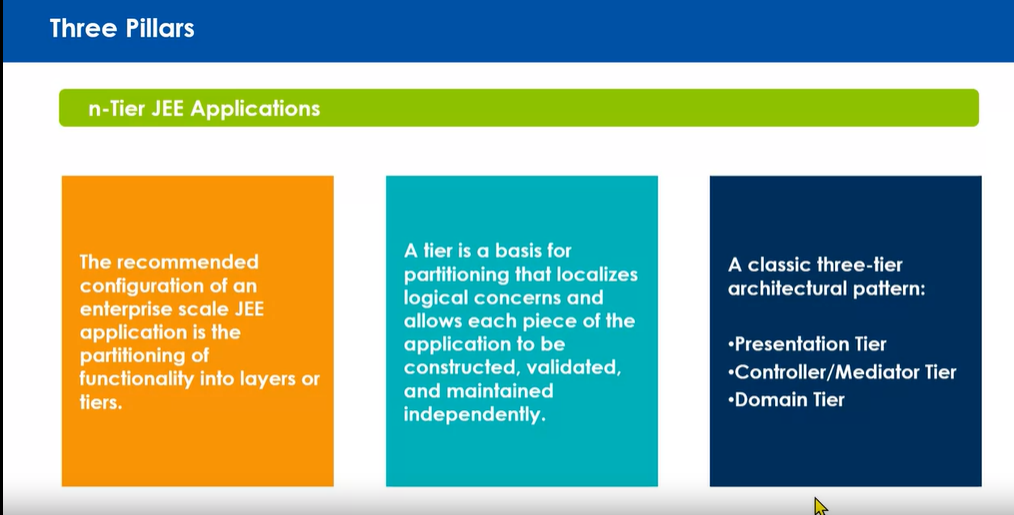 Three Pillars
n-Tier JEE Applications
The recommended
configuration of an
enterprise scale JEE
application is the
partitioning of
functionality into layers or
tiers.
A tier is a basis for
partitioning that localizes
logical concerns and
allows each piece of the
application to be
constructed, validated,
and maintained
independently.
A classic three-tier
architectural pattern:
•Presentation Tier
•Controller/Mediator Tier
•Domain Tier